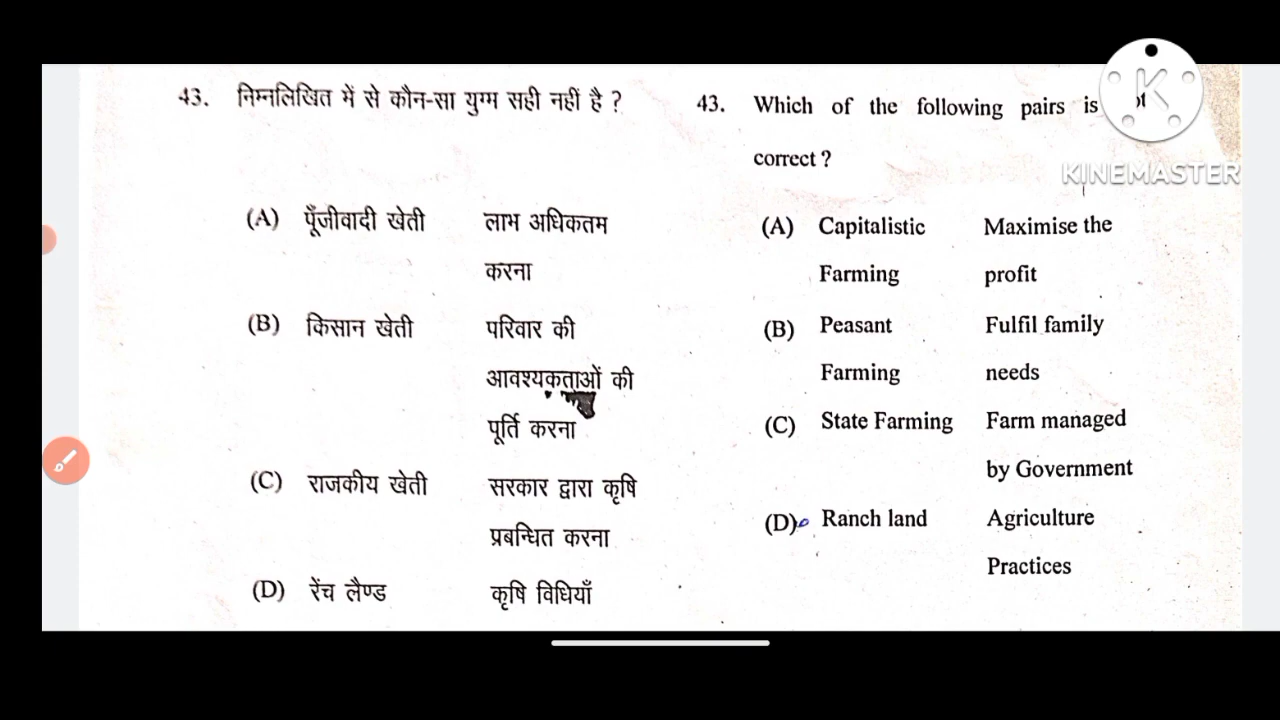 43. निम्नलिखित में से कौन-सा युग्म सही नहीं है ?
(A) पूँजीवादी खेती लाभ अधिकतम
करना
(B) किसान खेती परिवार की
आवश्यकताओं की
पूर्ति करना
(C) राजकीय खेती सरकार द्वारा कृषि
प्रबन्धित करना
(D) रेंच लैण्ड कृषि विधियाँ
43. Which of the following pairs is
correct ?
(A) Capitalistic Maximise the
Farming profit
(B) Peasant Fulfil family
Farming needs
(C) State Farming Farm managed
by Government
(D) Ranch land Agriculture
Practices
K
KINEMASTER